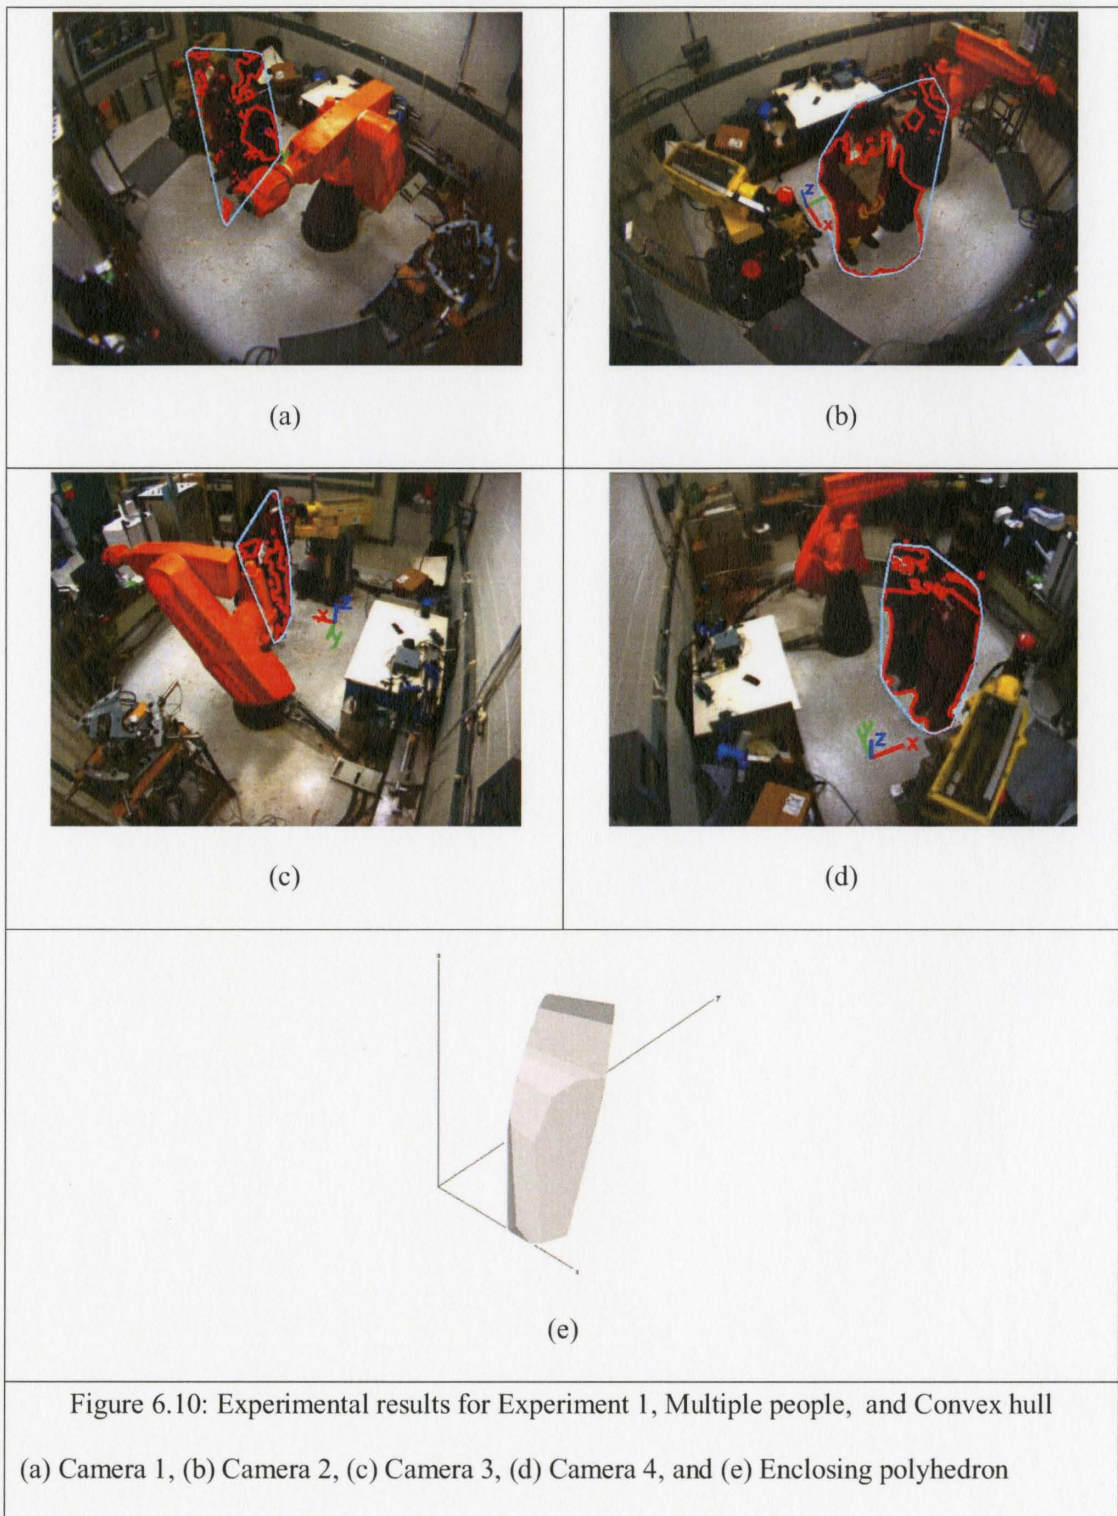 (a)
(b)
z
x
(c)
(d)
x
z
y
y
z
x
(e)
Figure 6.10: Experimental results for Experiment 1, Multiple people, and Convex hull
(a) Camera 1, (b) Camera 2, (c) Camera 3, (d) Camera 4, and (e) Enclosing polyhedron